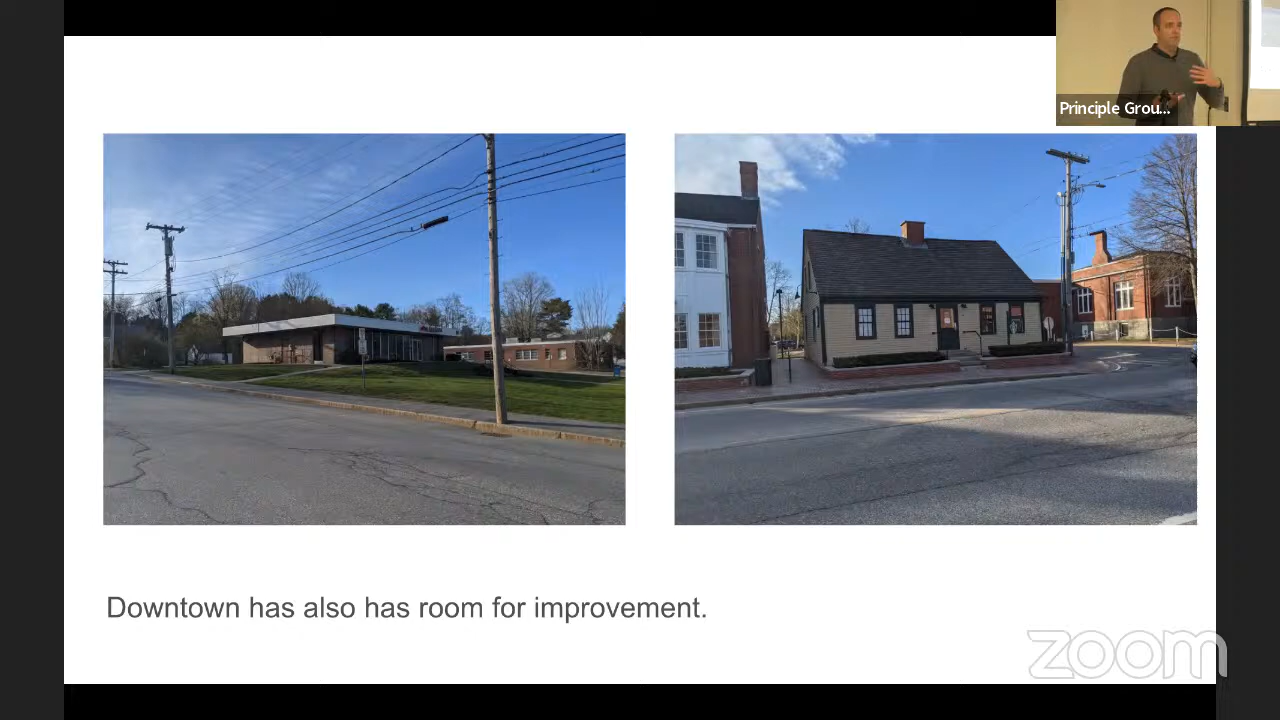 Principle Grou...
Downtown has also has room for improvement.
zoom